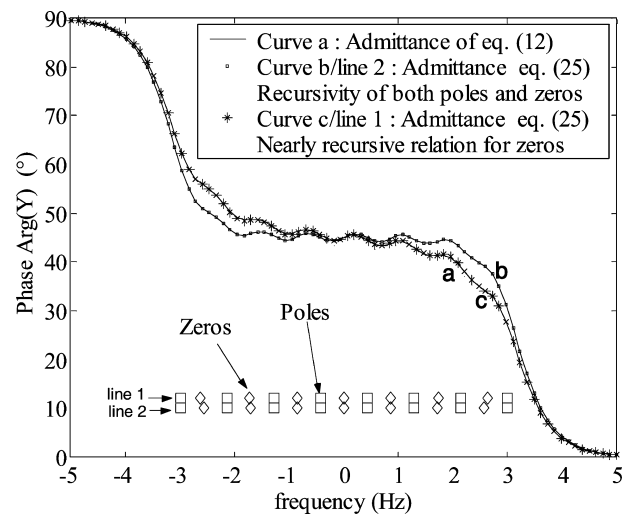 90
80
70
60
50
40
30
20
10
0
Phase Arg(Y) (°)
Curve a : Admittance of eq. (12)
Curve b/line 2 : Admittance eq. (25)
Recursivity of both poles and zeros
Curve c/line 1 : Admittance eq. (25)
Nearly recursive relation for zeros
a
b
c
Zeros
Poles
line 1
line 2
-5 -4 -3 -2 -1 0 1 2 3 4 5
frequency (Hz)